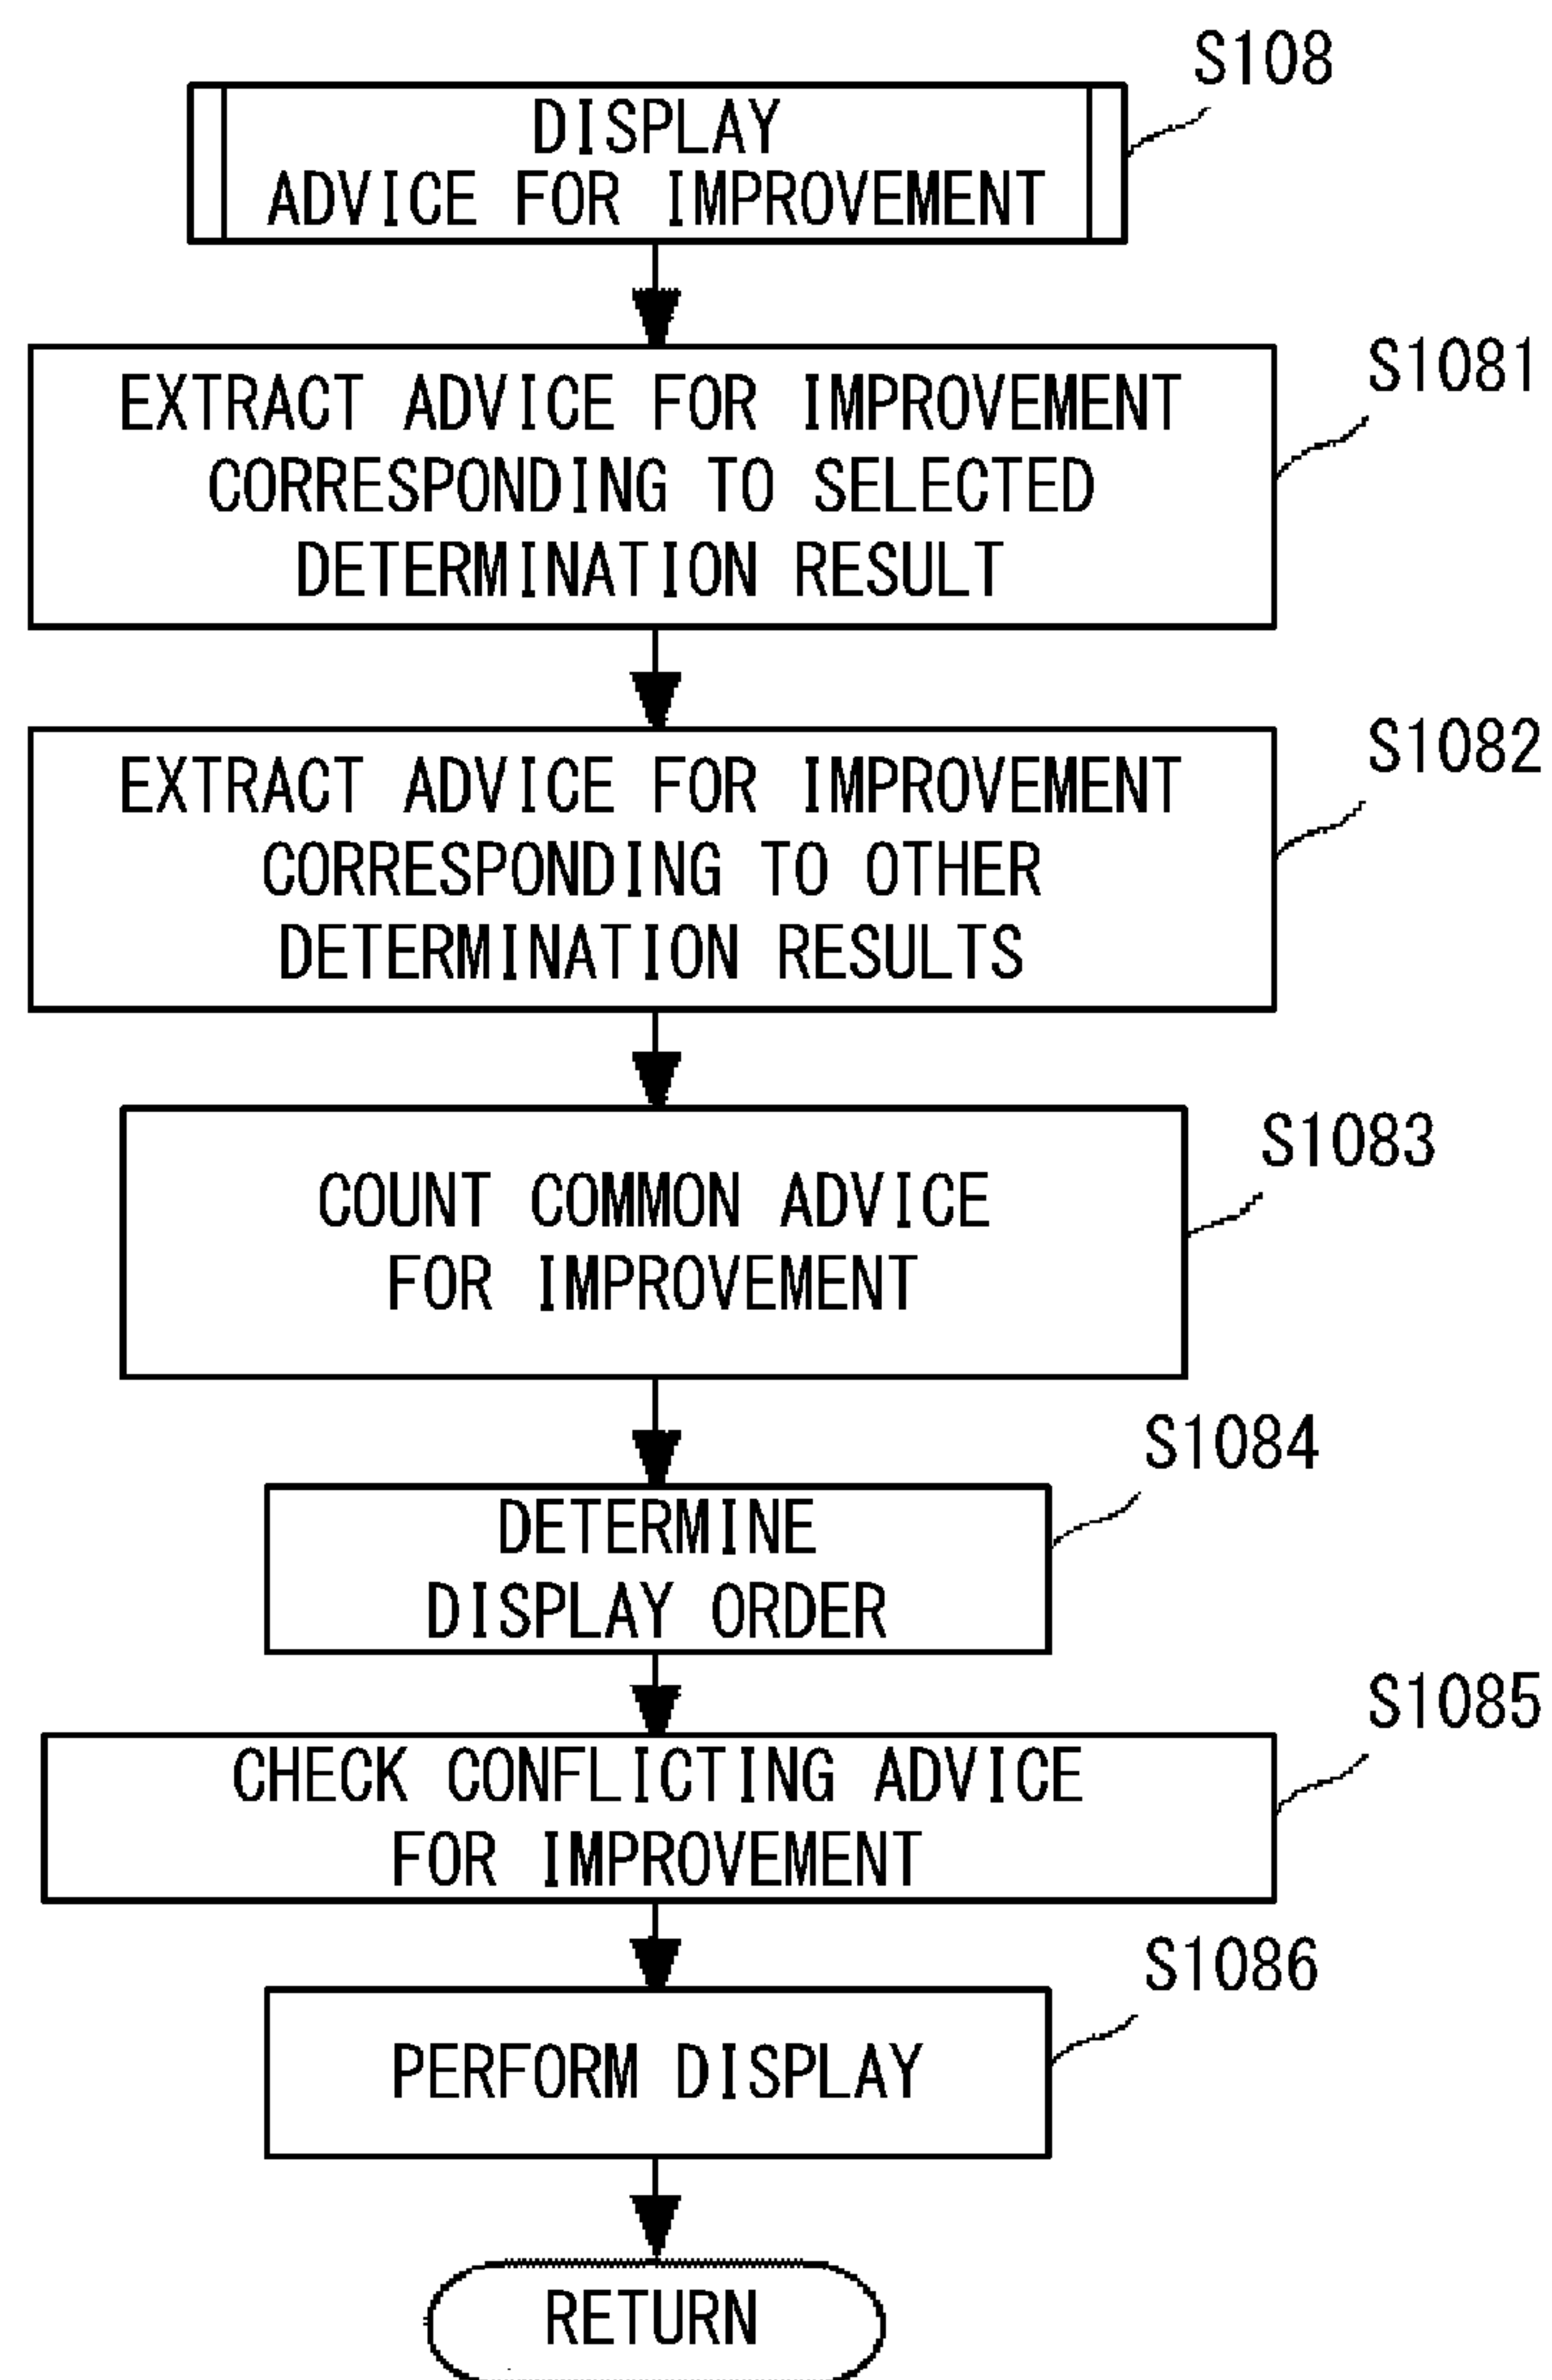 S108
DISPLAY
ADVICE FOR IMPROVEMENT
S1081
EXTRACT ADVICE FOR IMPROVEMENT
CORRESPONDING TO SELECTED
DETERMINATION RESULT
S1082
EXTRACT ADVICE FOR IMPROVEMENT
CORRESPONDING TO OTHER
DETERMINATION RESULTS
S1083
COUNT COMMON ADVICE
FOR IMPROVEMENT
S1084
DETERMINE
DISPLAY ORDER
S1085
CHECK CONFLICTING ADVICE
FOR IMPROVEMENT
S1086
PERFORM DISPLAY
RETURN